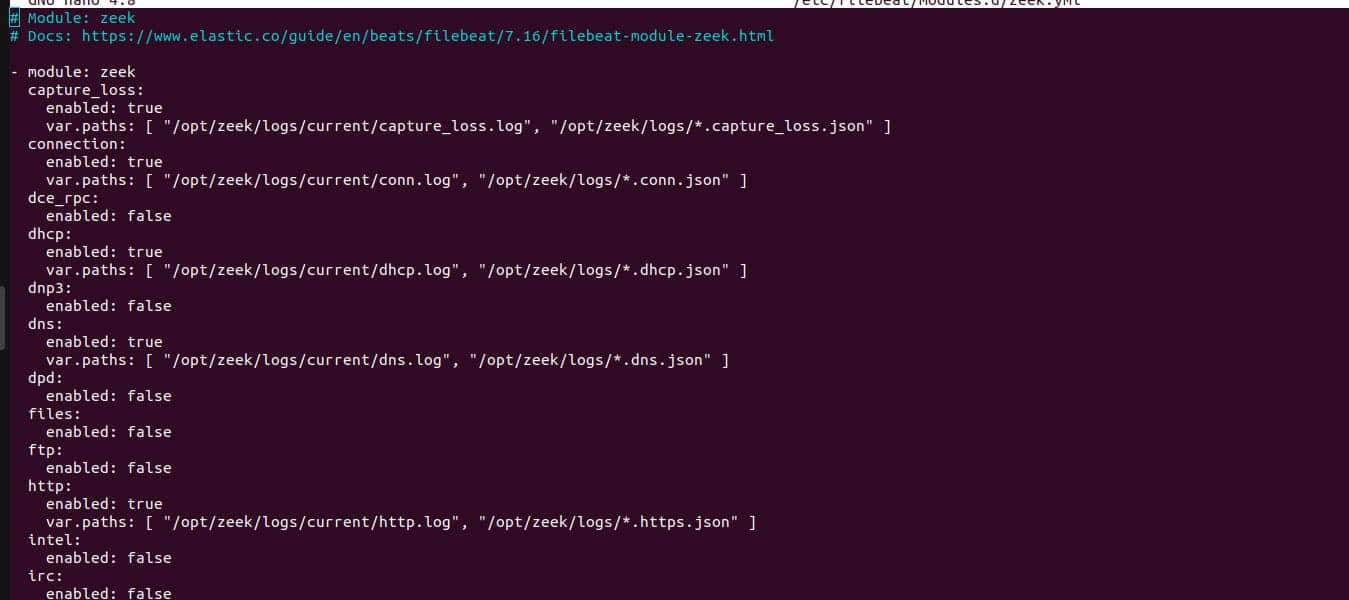 GNU nano 4.8 /etc/filebeat/modules.d/zeek.yml
# Module: zeek
# Docs: https://www.elastic.co/guide/en/beats/filebeat/7.16/filebeat-module-zeek.html
- module: zeek
capture_loss:
enabled: true
var.paths: [ "/opt/zeek/logs/current/capture_loss.log", "/opt/zeek/logs/*.capture_loss.json" ]
connection:
enabled: true
var.paths: [ "/opt/zeek/logs/current/conn.log", "/opt/zeek/logs/*.conn.json" ]
dce_rpc:
enabled: false
dhcp:
enabled: true
var.paths: [ "/opt/zeek/logs/current/dhcp.log", "/opt/zeek/logs/*.dhcp.json" ]
dnp3:
enabled: false
dns:
enabled: true
var.paths: [ "/opt/zeek/logs/current/dns.log", "/opt/zeek/logs/*.dns.json" ]
dpd:
enabled: false
files:
enabled: false
ftp:
enabled: false
http:
enabled: true
var.paths: [ "/opt/zeek/logs/current/http.log", "/opt/zeek/logs/*.https.json" ]
intel:
enabled: false
irc:
enabled: false